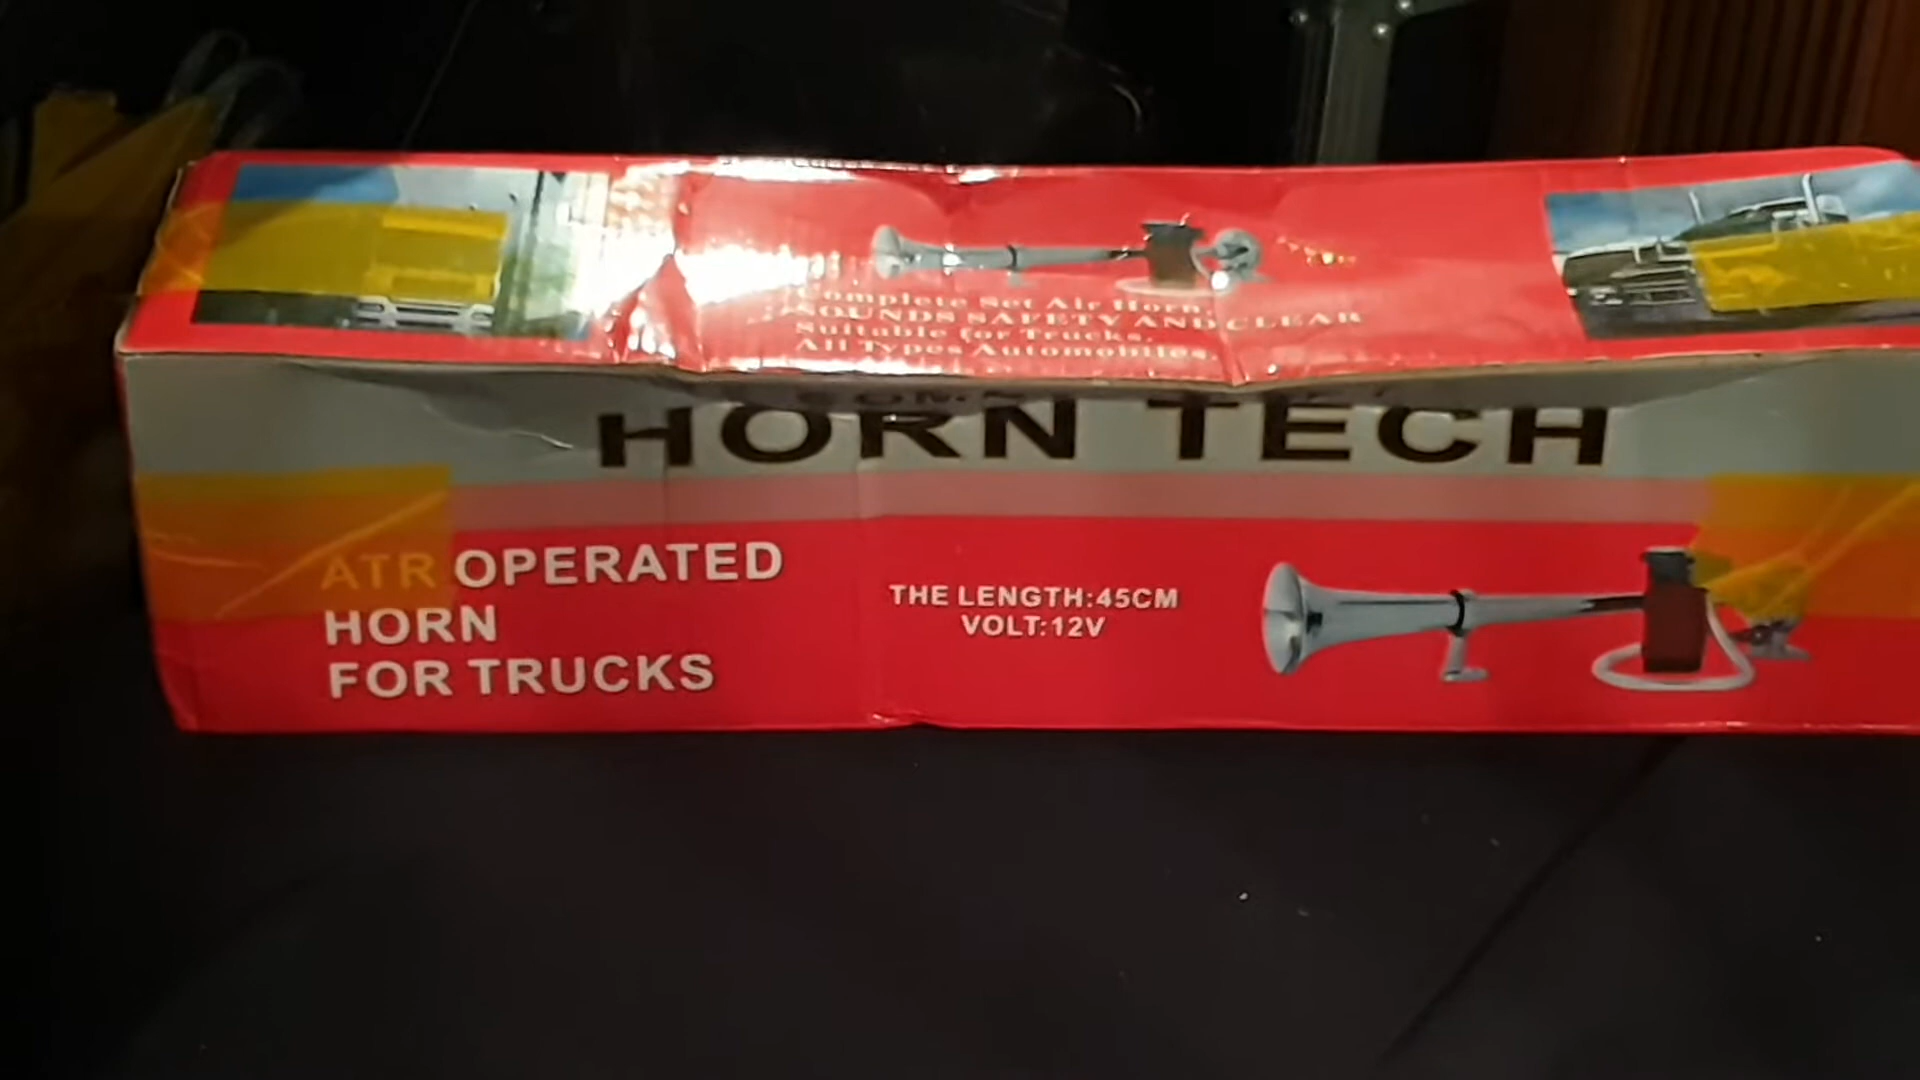 Complete Set Air Horn.
SOUNDS SAFETY AND CLEAR
Suitable for Trucks.
All Types Automobiles.
HORN TECH
ATR OPERATED
HORN
FOR TRUCKS
THE LENGTH:45CM
VOLT:12V